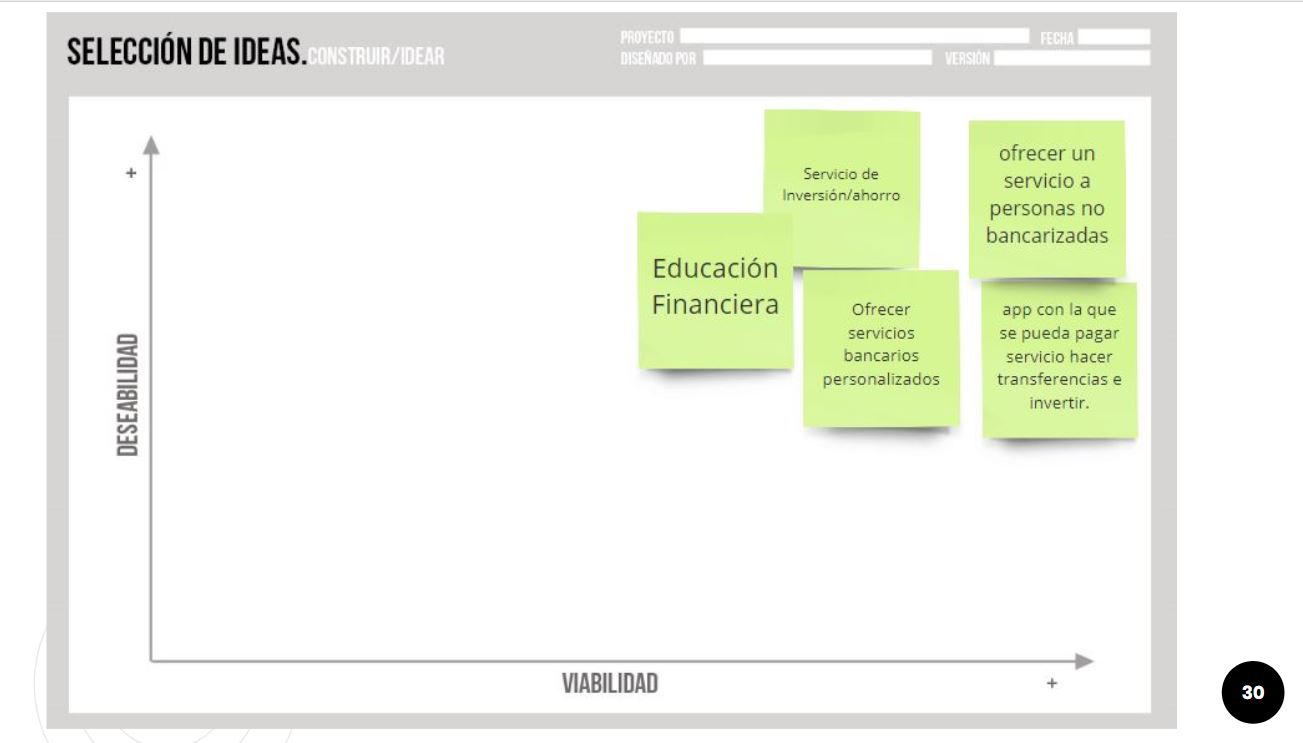 SELECCIÓN DE IDEAS.CONSTRUIR/IDEAR
PROYECTO
FECHA
DISEÑADO POR
VERSIÓN
+
DESEABILIDAD
Servicio de
Inversión/ahorro
ofrecer un
servicio a
personas no
bancarizadas
Educación
Financiera
Ofrecer
servicios
bancarios
personalizados
app con la que
se pueda pagar
servicio hacer
transferencias e
invertir.
VIABILIDAD
+
30